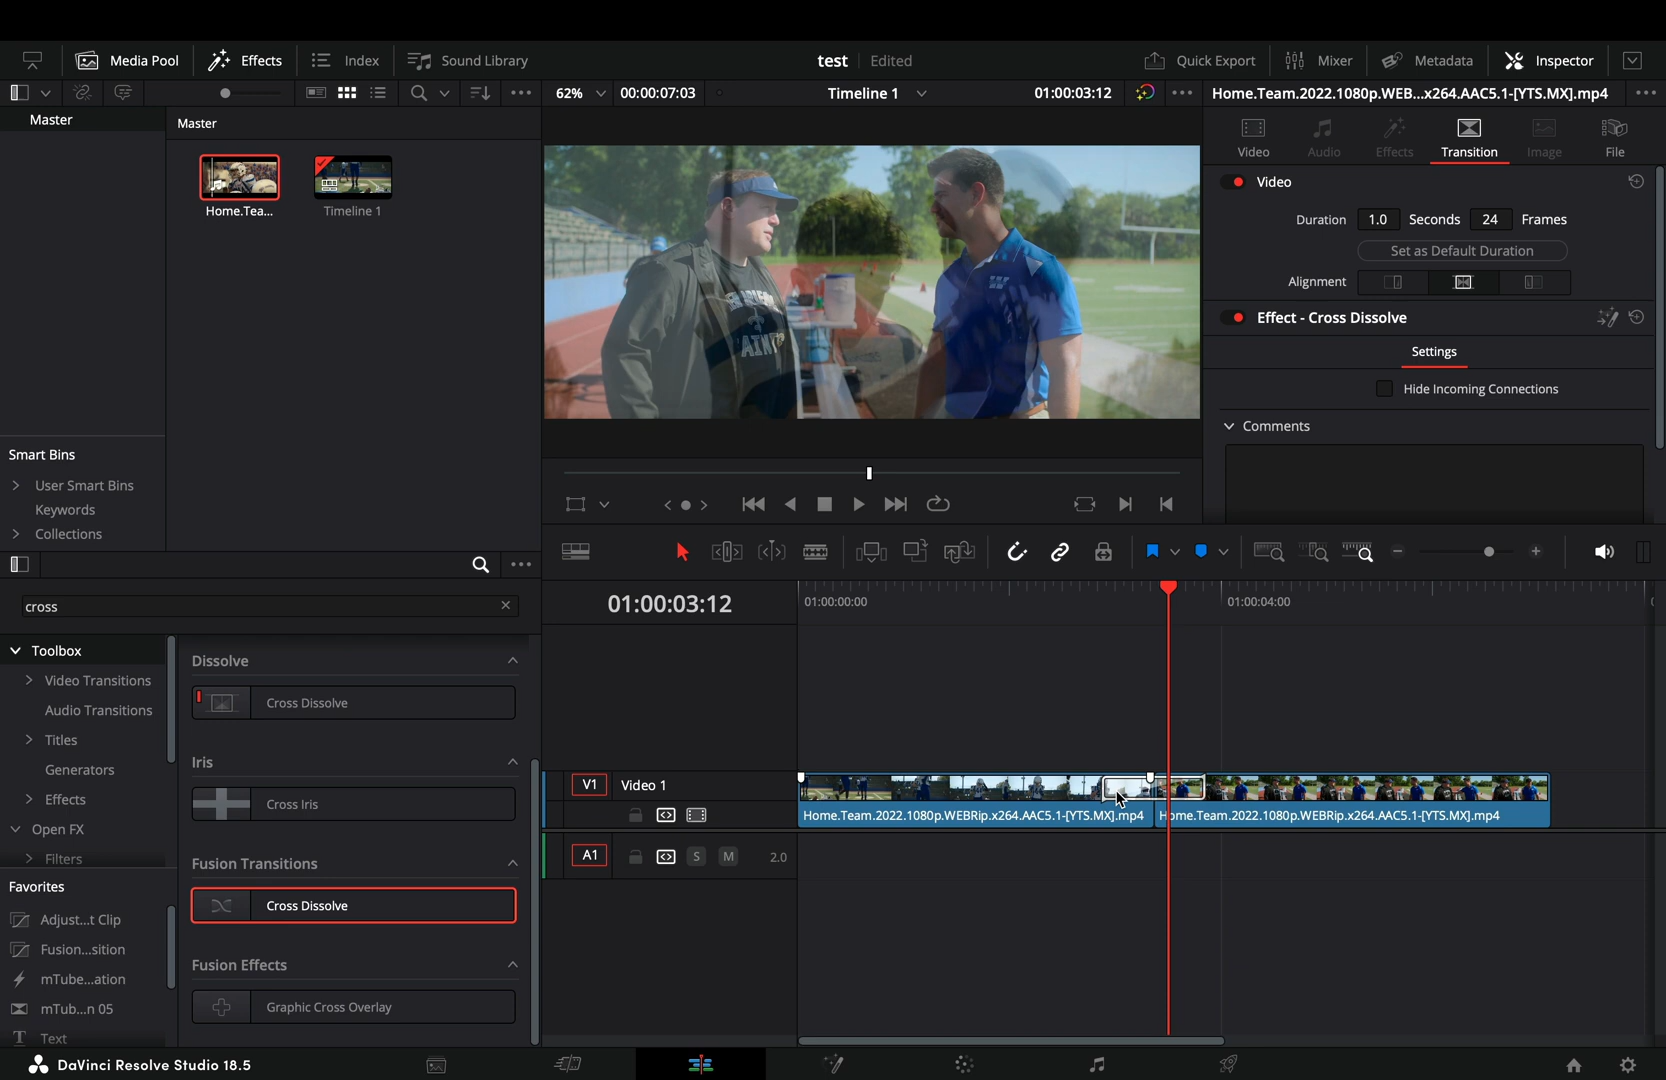 Media Pool
Effects
Index
Sound Library
test
Edited
Quick Export
Mixer
Metadata
Inspector
62%
00:00:07:03
Timeline 1
01:00:03:12
Home.Team.2022.1080p.WEB...x264.AAC5.1-[YTS.MX].mp4
Master
Master
Home.Tea...
Timeline 1
Video
Audio
Effects
Transition
Image
File
Video
Duration 1.0 Seconds 24 Frames
Set as Default Duration
Alignment
Effect - Cross Dissolve
Settings
Hide Incoming Connections
Comments
Smart Bins
User Smart Bins
Keywords
Collections
cross
Toolbox
Video Transitions
Audio Transitions
Titles
Generators
Effects
Open FX
Filters
Favorites
Adjust...t Clip
Fusion...sition
mTube...ation
mTub...n 05
Text
Dissolve
Cross Dissolve
Iris
Cross Iris
Fusion Transitions
Cross Dissolve
Fusion Effects
Graphic Cross Overlay
01:00:03:12
01:00:00:00
01:00:04:00
V1 Video 1
Home.Team.2022.1080p.WEBRip.x264.AAC5.1-[YTS.MX].mp4
Home.Team.2022.1080p.WEBRip.x264.AAC5.1-[YTS.MX].mp4
A1 S M 2.0
DaVinci Resolve Studio 18.5